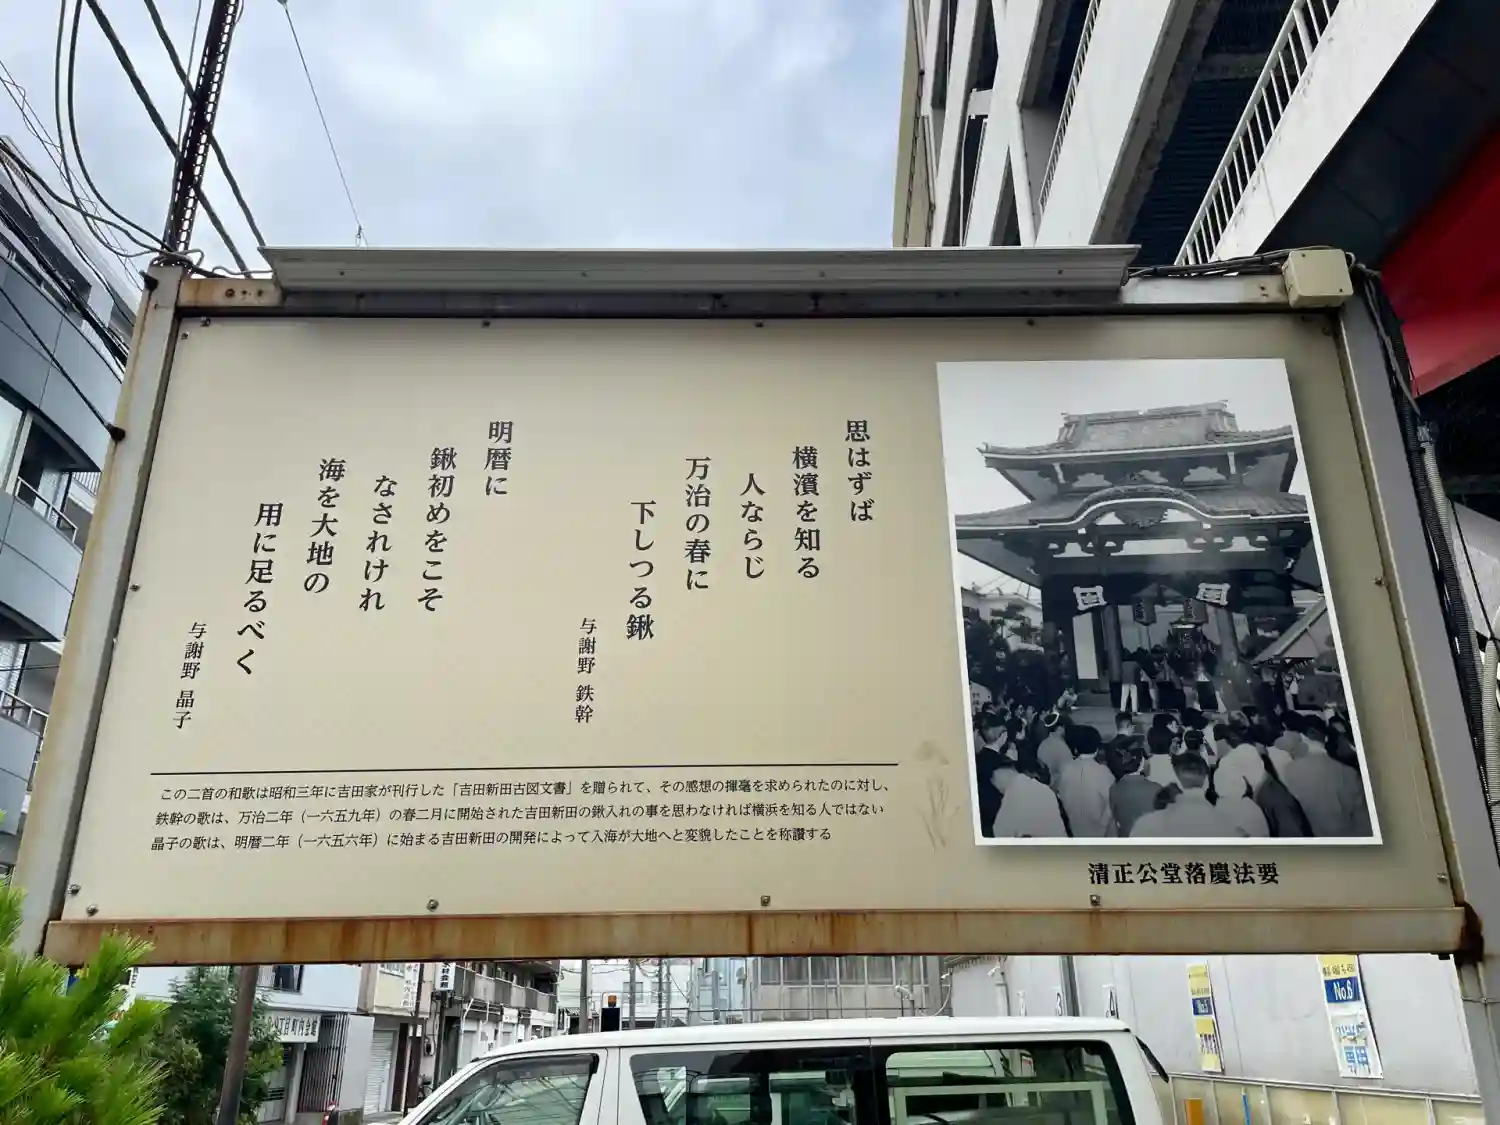 思はずば
横濱を知る
人ならじ
万治の春に
下しつる鍬
与謝野 鉄幹
明暦に
鍬初めをこそ
なされけれ
海を大地の
用に足るべく
与謝野 晶子
この二首の和歌は昭和三年に吉田家が刊行した「吉田新田古図文書」を贈られて、その感想の揮毫を求められたのに対し、
鉄幹の歌は、万治二年（一六五九年）の春二月に開始された吉田新田の鍬入れの事を思わなければ横浜を知る人ではない
晶子の歌は、明暦二年（一六五六年）に始まる吉田新田の開発によって入海が大地へと変貌したことを称讃する
清正公堂落慶法要
No.6